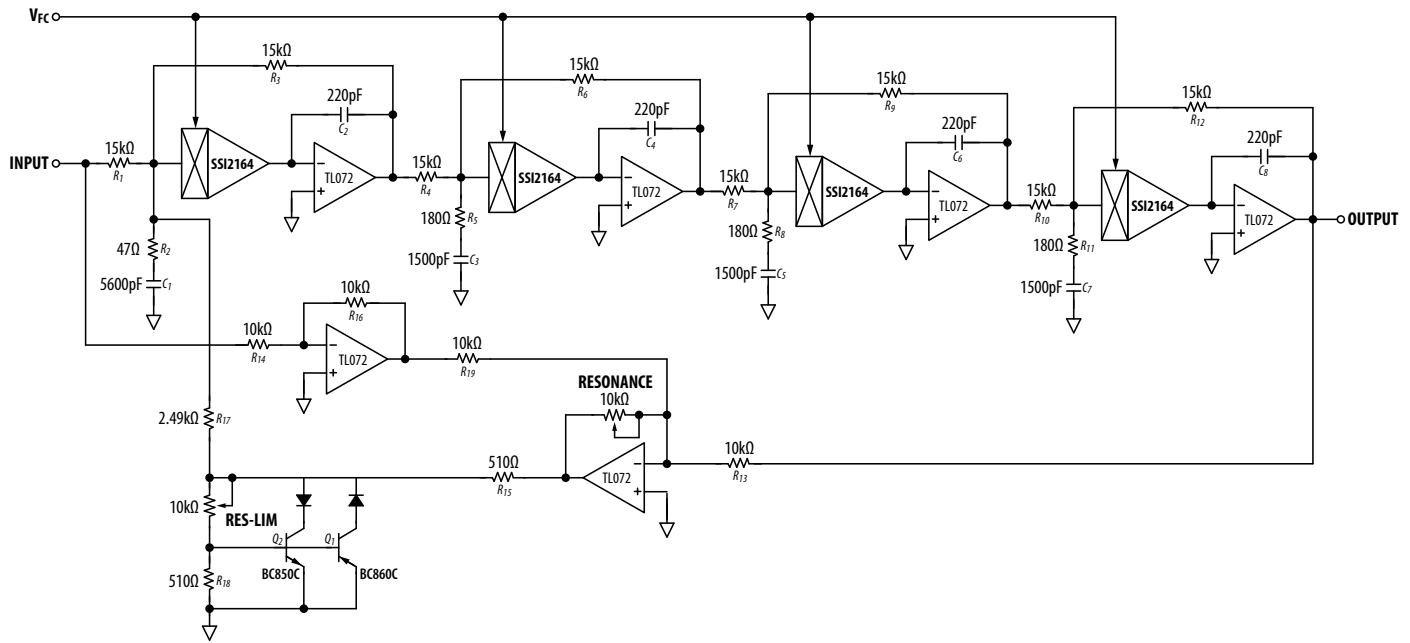 VFC
15kΩ
R3
15kΩ
R6
15kΩ
R9
15kΩ
R12
220pF
C2
220pF
C4
220pF
C6
220pF
C8
INPUT
15kΩ
R1
SSI2164
−
+
TL072
15kΩ
R4
SSI2164
−
+
TL072
15kΩ
R7
SSI2164
−
+
TL072
15kΩ
R10
SSI2164
−
+
TL072
OUTPUT
47Ω
R2
5600pF
C1
180Ω
R5
1500pF
C3
180Ω
R8
1500pF
C5
180Ω
R11
1500pF
C7
10kΩ
R16
10kΩ
R14
−
+
TL072
10kΩ
R19
RESONANCE
10kΩ
2.49kΩ
R17
510Ω
R15
TL072
−
+
10kΩ
R13
10kΩ
RES-LIM
Q2
Q1
BC850C
BC860C
510Ω
R18